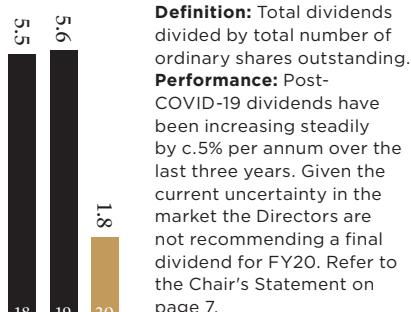 5.5
5.6
1.8
18
19
20
Definition: Total dividends
divided by total number of
ordinary shares outstanding.
Performance: Post-
COVID-19 dividends have
been increasing steadily
by c.5% per annum over the
last three years. Given the
current uncertainty in the
market the Directors are
not recommending a final
dividend for FY20. Refer to
the Chair's Statement on
page 7.